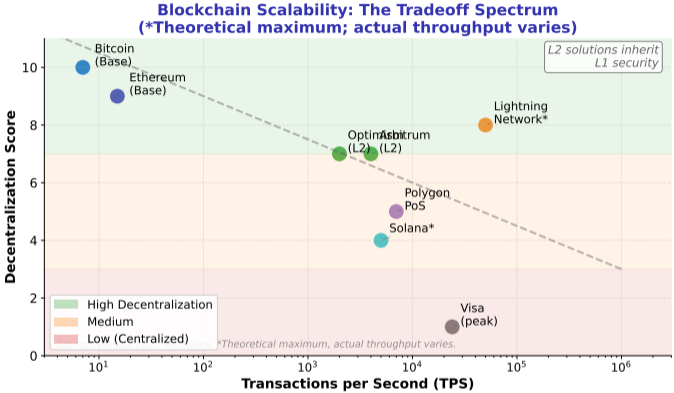 Blockchain Scalability: The Tradeoff Spectrum
(*Theoretical maximum; actual throughput varies)
L2 solutions inherit
L1 security
Bitcoin
(Base)
Ethereum
(Base)
Lightning
Network*
Optimism
(L2)
Arbitrum
(L2)
Polygon
PoS
Solana*
Visa
(peak)
Decentralization Score
10
8
6
4
2
0
High Decentralization
Medium
Low (Centralized)
*Theoretical maximum, actual throughput varies.
10¹
10²
10³
10⁴
10⁵
10⁶
Transactions per Second (TPS)